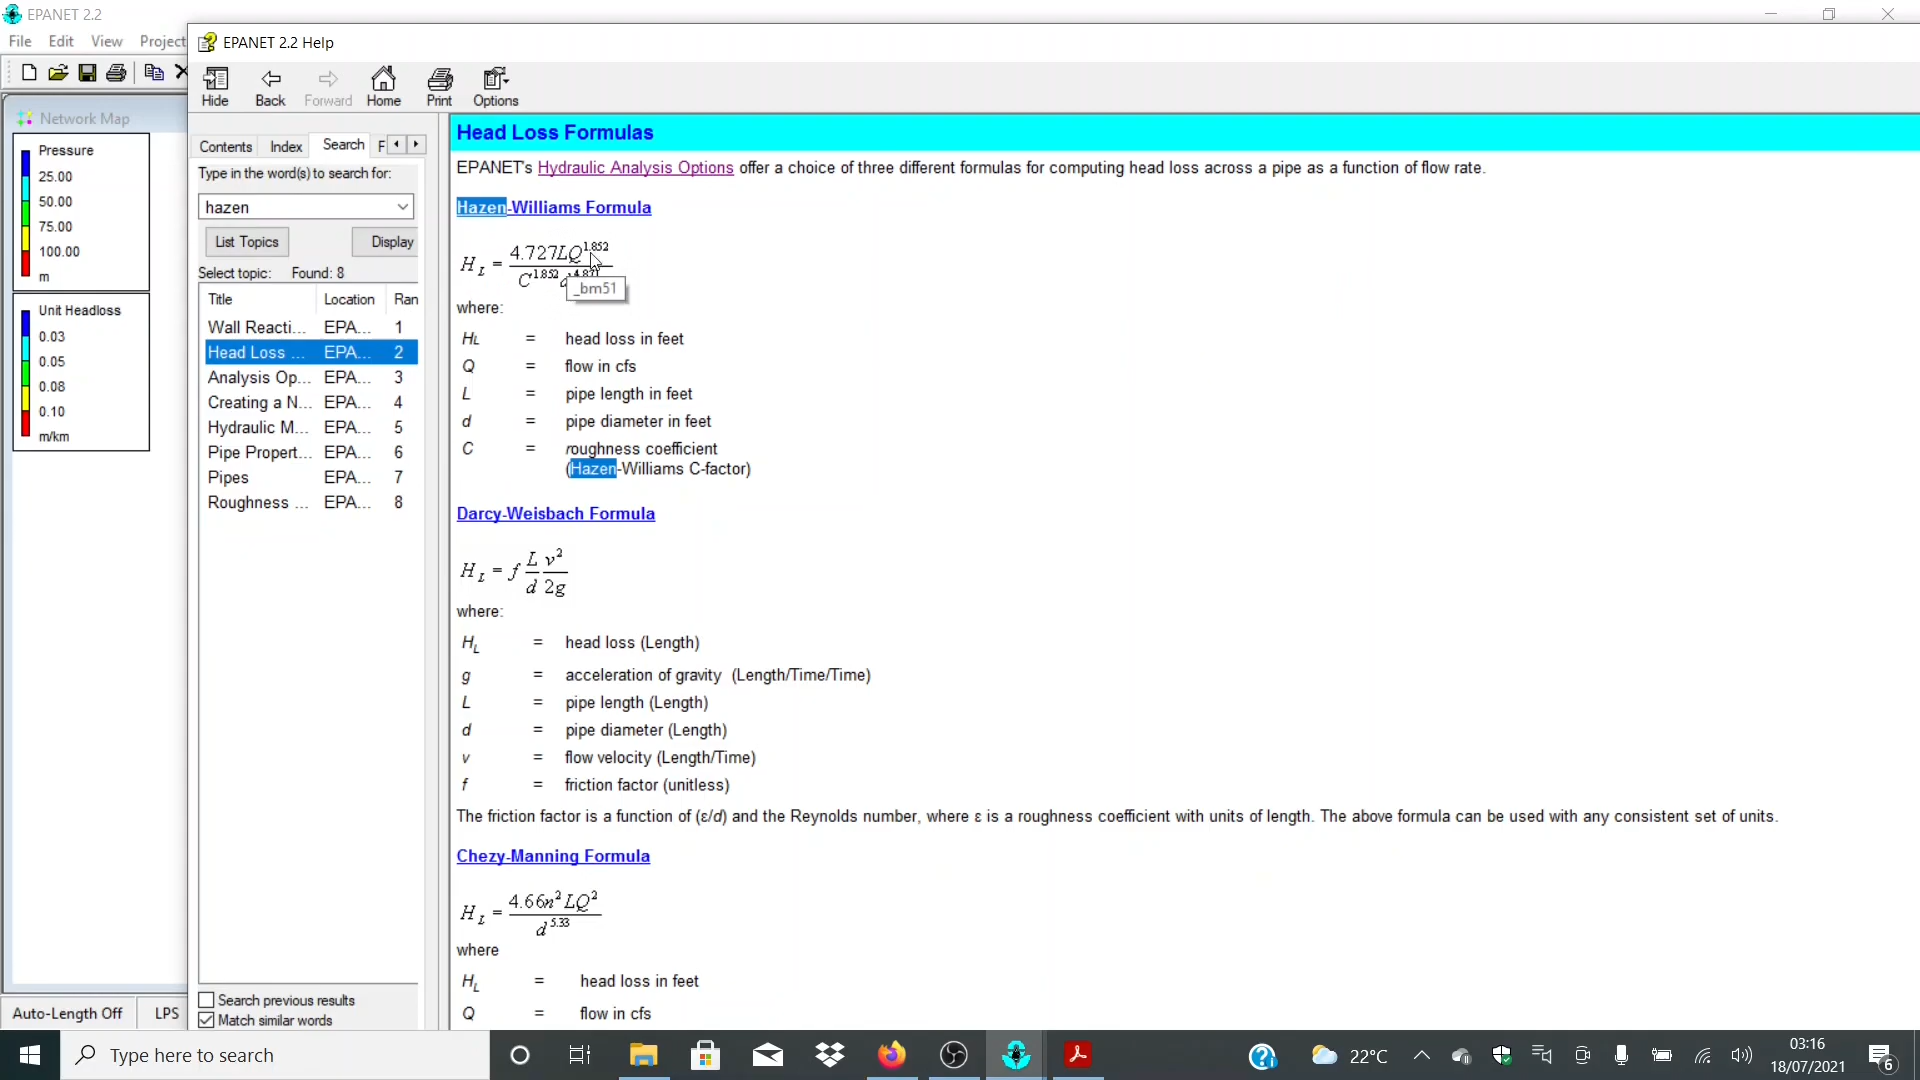 EPANET 2.2
File Edit View Project
EPANET 2.2 Help
Hide Back Forward Home Print Options
Network Map
Pressure
25.00
50.00
75.00
100.00
m
Unit Headloss
0.03
0.05
0.08
0.10
m/km
Auto-Length Off LPS
Contents Index Search F
Type in the word(s) to search for:
hazen
List Topics Display
Select topic: Found: 8
Title Location Ran
Wall Reacti... EPA... 1
Head Loss ... EPA... 2
Analysis Op... EPA... 3
Creating a N... EPA... 4
Hydraulic M... EPA... 5
Pipe Propert... EPA... 6
Pipes EPA... 7
Roughness ... EPA... 8
Search previous results
Match similar words
Head Loss Formulas
EPANET's Hydraulic Analysis Options offer a choice of three different formulas for computing head loss across a pipe as a function of flow rate.
Hazen-Williams Formula
H_L = 4.727LQ^1.852 / C^1.852 d^4.871
_bm51
where:
HL = head loss in feet
Q = flow in cfs
L = pipe length in feet
d = pipe diameter in feet
C = roughness coefficient
(Hazen-Williams C-factor)
Darcy-Weisbach Formula
H_L = f L/d v^2/2g
where:
H_L = head loss (Length)
g = acceleration of gravity (Length/Time/Time)
L = pipe length (Length)
d = pipe diameter (Length)
v = flow velocity (Length/Time)
f = friction factor (unitless)
The friction factor is a function of (ε/d) and the Reynolds number, where ε is a roughness coefficient with units of length. The above formula can be used with any consistent set of units.
Chezy-Manning Formula
H_L = 4.66n^2 LQ^2 / d^5.33
where
H_L = head loss in feet
Q = flow in cfs
Type here to search
22°C
03:16
18/07/2021
6